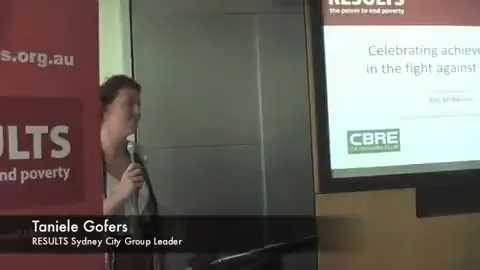 s.org.au
ULTS
end poverty
RESULTS
the power to end poverty
Celebrating achieve
in the fight against
CBRE
Taniele Gofers
RESULTS Sydney City Group Leader